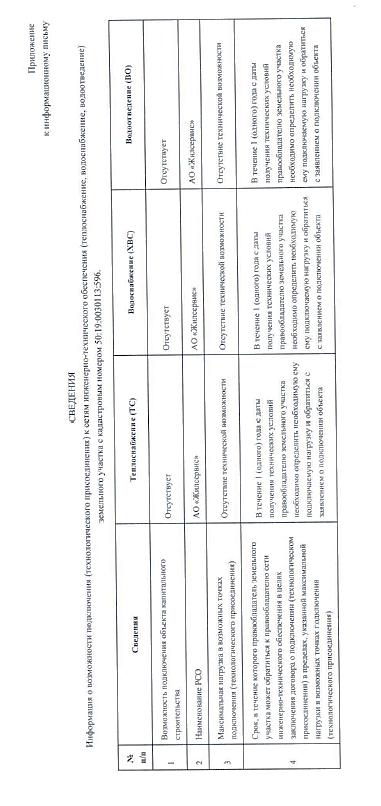 Приложение
к информационному письму
СВЕДЕНИЯ
Информация о возможности подключения (технологического присоединения) к сетям инженерно-технического обеспечения (теплоснабжение, водоснабжение, водоотведение)
земельного участка с кадастровым номером 50:19:0030113:596.
№
п/п
Сведения
Теплоснабжение (ТС)
Водоснабжение (ХВС)
Водоотведение (ВО)
1
Возможность подключения объекта капитального
строительства
Отсутствует
Отсутствует
Отсутствует
2
Наименование РСО
АО «Жилсервис»
АО «Жилсервис»
АО «Жилсервис»
3
Максимальная нагрузка в возможных точках
подключения (технологического присоединения)
Отсутствие технической возможности
Отсутствие технической возможности
Отсутствие технической возможности
4
Срок, в течение которого правообладатель земельного
участка может обратиться к правообладателю сети
инженерно-технического обеспечения в целях
заключения договора о подключении (технологическом
присоединении) в пределах, указанной максимальной
нагрузки в возможных точках подключения
(технологического присоединения)
В течение 1 (одного) года с даты
получения технических условий
правообладателю земельного участка
необходимо определить необходимую ему
подключаемую нагрузку и обратиться с
заявлением о подключении объекта
В течение 1 (одного) года с даты
получения технических условий
правообладателю земельного участка
необходимо определить необходимую
ему подключаемую нагрузку и обратиться
с заявлением о подключении объекта
В течение 1 (одного) года с даты
получения технических условий
правообладателю земельного участка
необходимо определить необходимую
ему подключаемую нагрузку и обратиться
с заявлением о подключении объекта